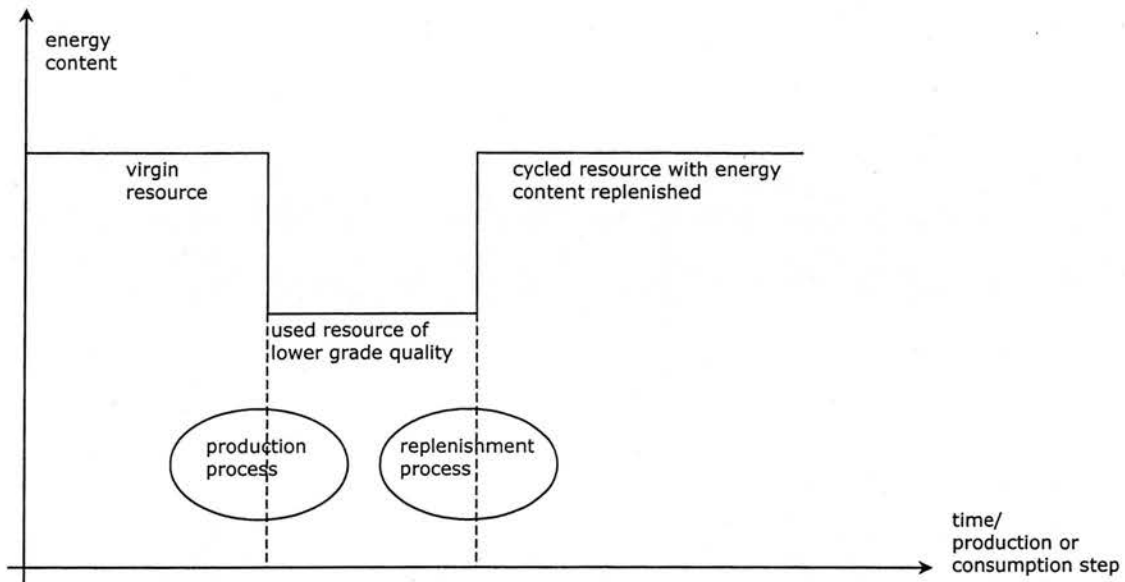 energy
content
virgin
resource
cycled resource with energy
content replenished
used resource of
lower grade quality
production
process
replenishment
process
time/
production or
consumption step